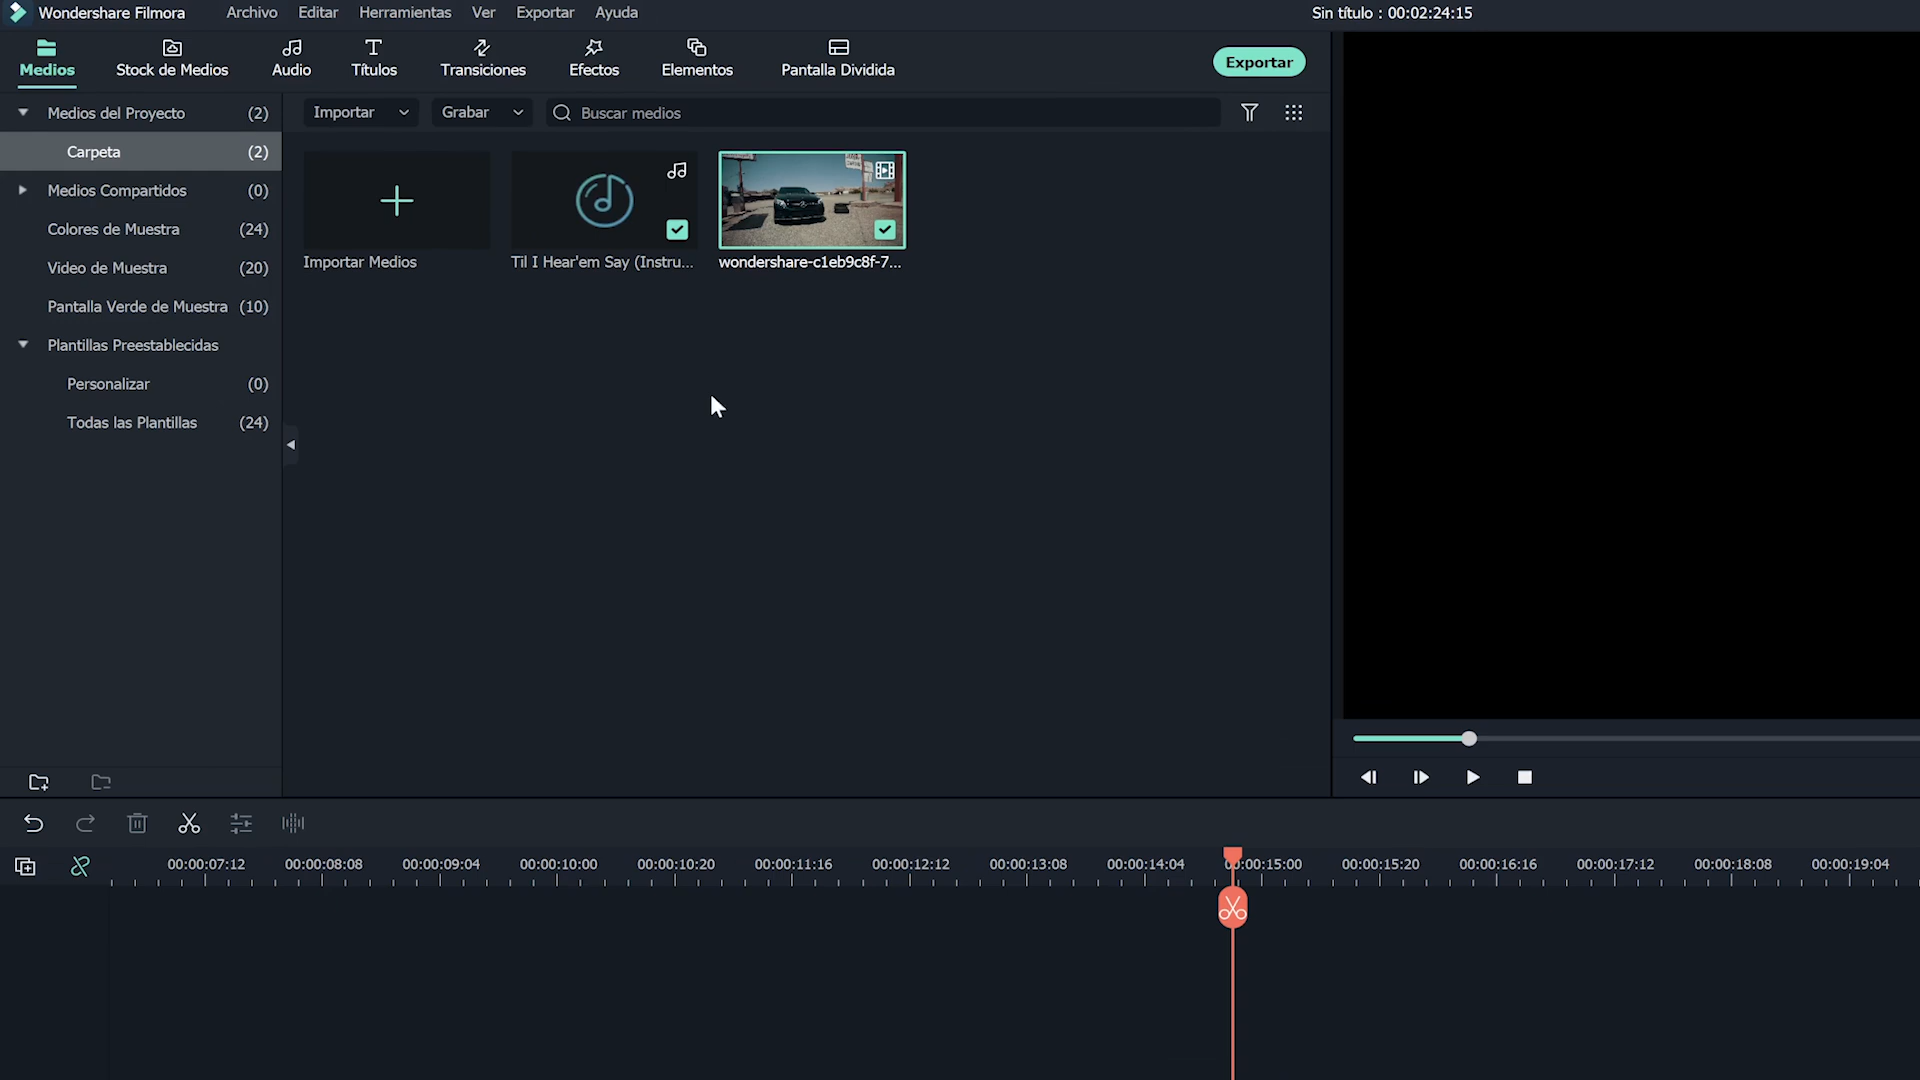 Wondershare Filmora
Archivo
Editar
Herramientas
Ver
Exportar
Ayuda
Sin título : 00:02:24:15
Medios
Stock de Medios
Audio
Títulos
Transiciones
Efectos
Elementos
Pantalla Dividida
Exportar
Medios del Proyecto (2)
Importar
Grabar
Buscar medios
Carpeta (2)
Medios Compartidos (0)
Colores de Muestra (24)
Video de Muestra (20)
Pantalla Verde de Muestra (10)
Plantillas Preestablecidas
Personalizar (0)
Todas las Plantillas (24)
Importar Medios
Til I Hear'em Say (Instru...
wondershare-c1eb9c8f-7...
00:00:07:12
00:00:08:08
00:00:09:04
00:00:10:00
00:00:10:20
00:00:11:16
00:00:12:12
00:00:13:08
00:00:14:04
00:00:15:00
00:00:15:20
00:00:16:16
00:00:17:12
00:00:18:08
00:00:19:04